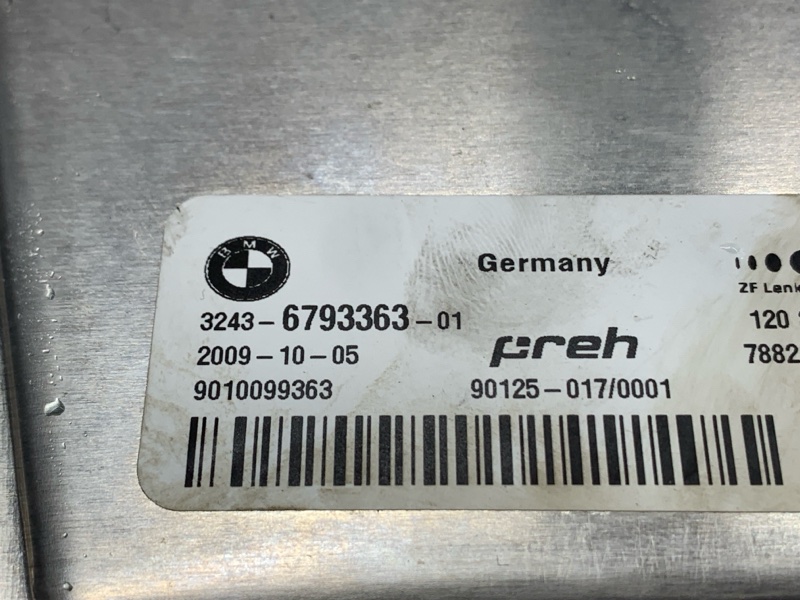 BMW
Germany
ZF Lenk
3243-6793363-01
120
preh
2009-10-05
7882
9010099363
90125-017/0001